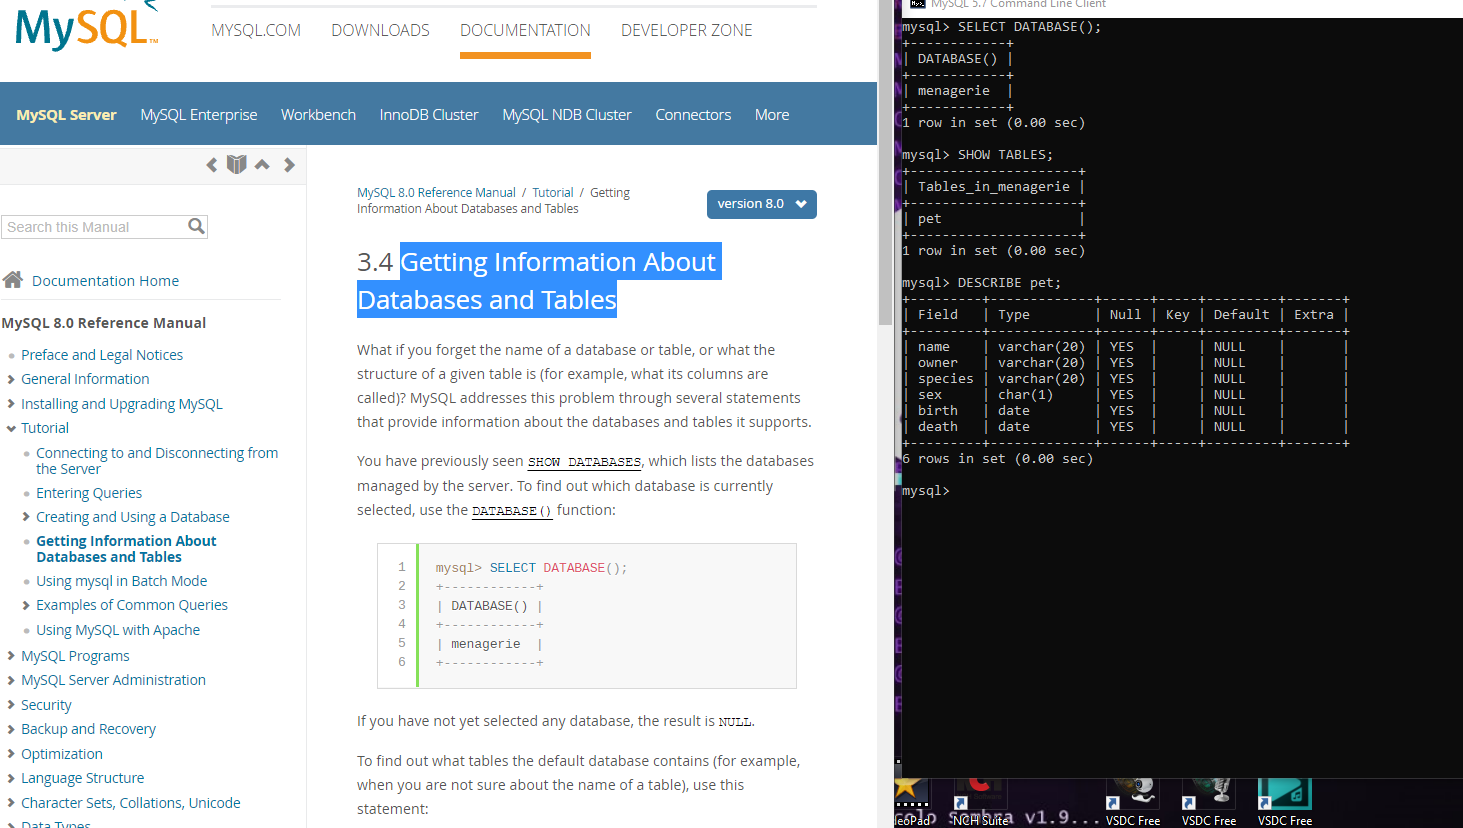 MySQL™
MYSQL.COM DOWNLOADS DOCUMENTATION DEVELOPER ZONE
MySQL Server MySQL Enterprise Workbench InnoDB Cluster MySQL NDB Cluster Connectors More
Search this Manual
Documentation Home
MySQL 8.0 Reference Manual
Preface and Legal Notices
General Information
Installing and Upgrading MySQL
Tutorial
Connecting to and Disconnecting from
the Server
Entering Queries
Creating and Using a Database
Getting Information About
Databases and Tables
Using mysql in Batch Mode
Examples of Common Queries
Using MySQL with Apache
MySQL Programs
MySQL Server Administration
Security
Backup and Recovery
Optimization
Language Structure
Character Sets, Collations, Unicode
Data Types
MySQL 8.0 Reference Manual / Tutorial / Getting
Information About Databases and Tables
version 8.0
3.4 Getting Information About
Databases and Tables
What if you forget the name of a database or table, or what the
structure of a given table is (for example, what its columns are
called)? MySQL addresses this problem through several statements
that provide information about the databases and tables it supports.
You have previously seen SHOW DATABASES, which lists the databases
managed by the server. To find out which database is currently
selected, use the DATABASE() function:
1 mysql> SELECT DATABASE();
2 +------------+
3 | DATABASE() |
4 +------------+
5 | menagerie  |
6 +------------+
If you have not yet selected any database, the result is NULL.
To find out what tables the default database contains (for example,
when you are not sure about the name of a table), use this
statement:
MySQL 5.7 Command Line Client
mysql> SELECT DATABASE();
+------------+
| DATABASE() |
+------------+
| menagerie  |
+------------+
1 row in set (0.00 sec)
mysql> SHOW TABLES;
+---------------------+
| Tables_in_menagerie |
+---------------------+
| pet                 |
+---------------------+
1 row in set (0.00 sec)
mysql> DESCRIBE pet;
+---------+-------------+------+-----+---------+-------+
| Field   | Type        | Null | Key | Default | Extra |
+---------+-------------+------+-----+---------+-------+
| name    | varchar(20) | YES  |     | NULL    |       |
| owner   | varchar(20) | YES  |     | NULL    |       |
| species | varchar(20) | YES  |     | NULL    |       |
| sex     | char(1)     | YES  |     | NULL    |       |
| birth   | date        | YES  |     | NULL    |       |
| death   | date        | YES  |     | NULL    |       |
+---------+-------------+------+-----+---------+-------+
6 rows in set (0.00 sec)
mysql>
v1.9...
NCH Suite VSDC Free VSDC Free VSDC Free